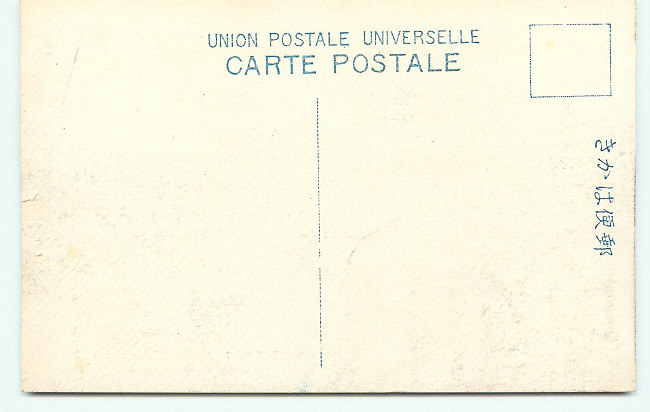 UNION POSTALE UNIVERSELLE
CARTE POSTALE
きかは便郵